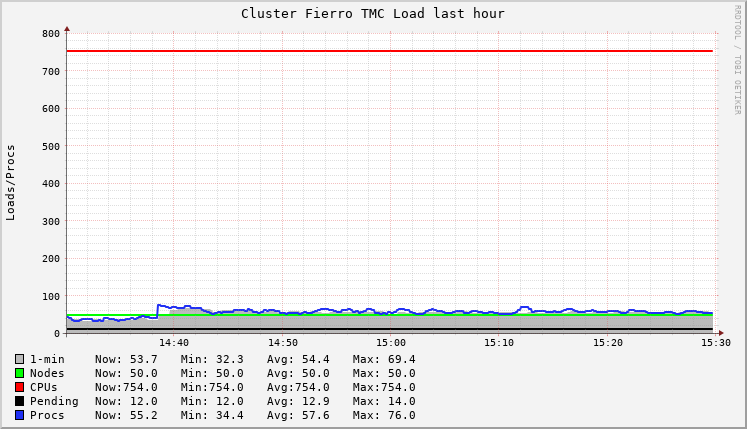 Cluster Fierro TMC Load last hour
RRDTOOL / TOBI OETIKER
Loads/Procs
800
700
600
500
400
300
200
100
0
14:40 14:50 15:00 15:10 15:20 15:30
1-min Now: 53.7 Min: 32.3 Avg: 54.4 Max: 69.4
Nodes Now: 50.0 Min: 50.0 Avg: 50.0 Max: 50.0
CPUs Now:754.0 Min:754.0 Avg:754.0 Max:754.0
Pending Now: 12.0 Min: 12.0 Avg: 12.9 Max: 14.0
Procs Now: 55.2 Min: 34.4 Avg: 57.6 Max: 76.0